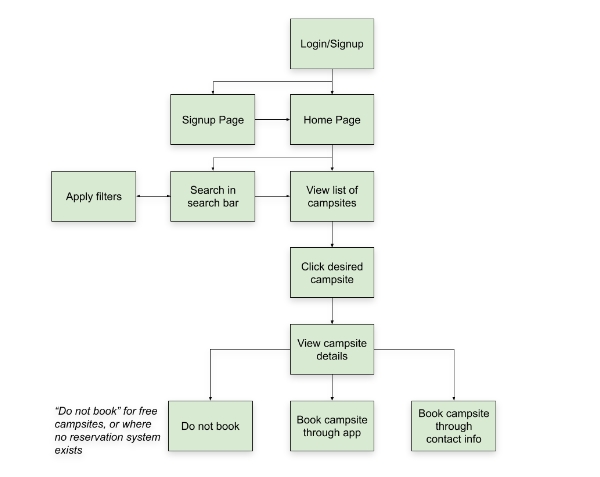 Login/Signup
Signup Page
Home Page
Apply filters
Search in
search bar
View list of
campsites
Click desired
campsite
View campsite
details
"Do not book" for free
campsites, or where
no reservation system
exists
Do not book
Book campsite
through app
Book campsite
through
contact info